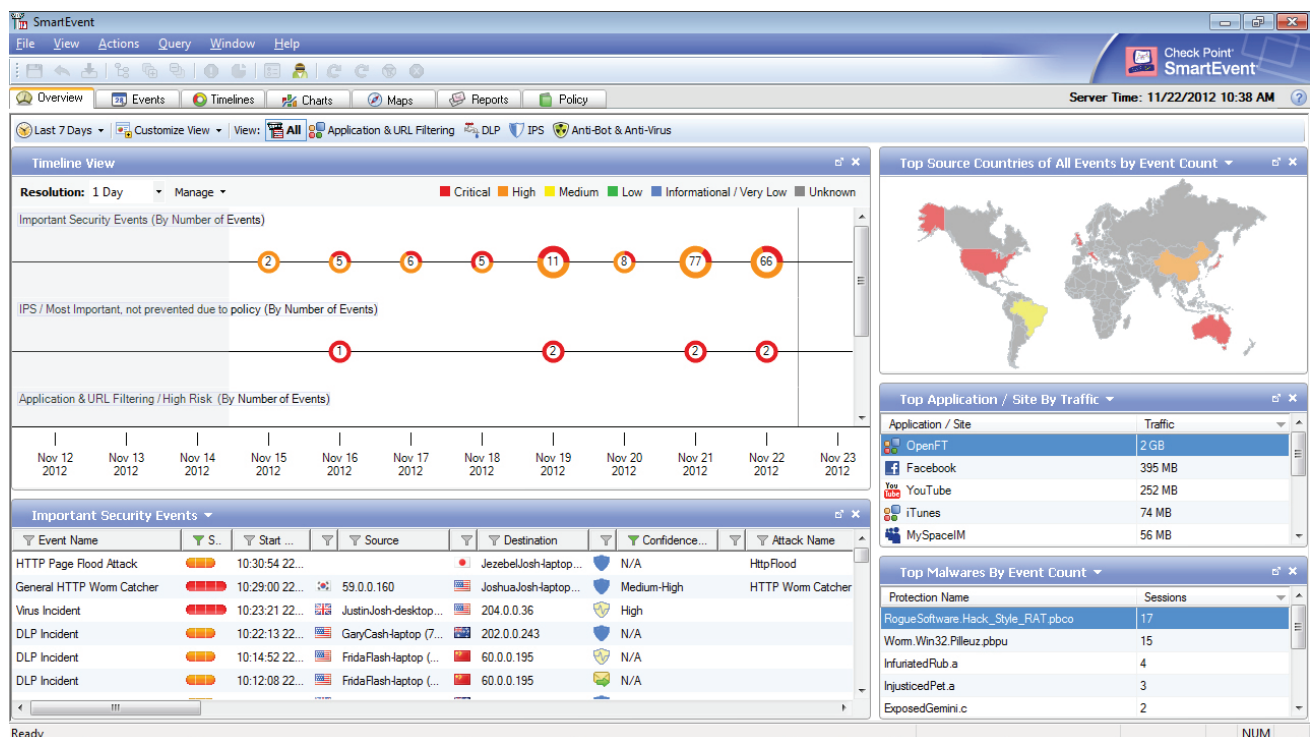 SmartEvent
File View Actions Query Window Help
Check Point
SmartEvent
Overview Events Timelines Charts Maps Reports Policy
Server Time: 11/22/2012 10:38 AM
Last 7 Days Customize View View: All Application & URL Filtering DLP IPS Anti-Bot & Anti-Virus
Timeline View
Resolution: 1 Day Manage
Critical High Medium Low Informational / Very Low Unknown
Important Security Events (By Number of Events)
2 5 6 5 11 8 77 66
IPS / Most Important, not prevented due to policy (By Number of Events)
1 2 2 2
Application & URL Filtering / High Risk (By Number of Events)
Nov 12 Nov 13 Nov 14 Nov 15 Nov 16 Nov 17 Nov 18 Nov 19 Nov 20 Nov 21 Nov 22 Nov 23
2012 2012 2012 2012 2012 2012 2012 2012 2012 2012 2012 2012
Important Security Events
Event Name S.. Start ... Source Destination Confidence... Attack Name
HTTP Page Flood Attack 10:30:54 22... JezebelJosh-laptop... N/A HttpFlood
General HTTP Worm Catcher 10:29:00 22... 59.0.0.160 JoshuaJosh-laptop... Medium-High HTTP Worm Catcher
Virus Incident 10:23:21 22... JustinJosh-desktop... 204.0.0.36 High
DLP Incident 10:22:13 22... GaryCash-laptop (7... 202.0.0.243 N/A
DLP Incident 10:14:52 22... FridaFlash-laptop (... 60.0.0.195 N/A
DLP Incident 10:12:08 22... FridaFlash-laptop (... 60.0.0.195 N/A
Top Source Countries of All Events by Event Count
Top Application / Site By Traffic
Application / Site Traffic
OpenFT 2 GB
Facebook 395 MB
You Tube YouTube 252 MB
iTunes 74 MB
MySpaceIM 56 MB
Top Malwares By Event Count
Protection Name Sessions
RogueSoftware.Hack_Style_RAT.pbco 17
Worm.Win32.Pilleuz.pbpu 15
InfuriatedRub.a 4
InjusticedPet.a 3
ExposedGemini.c 2
Ready NUM